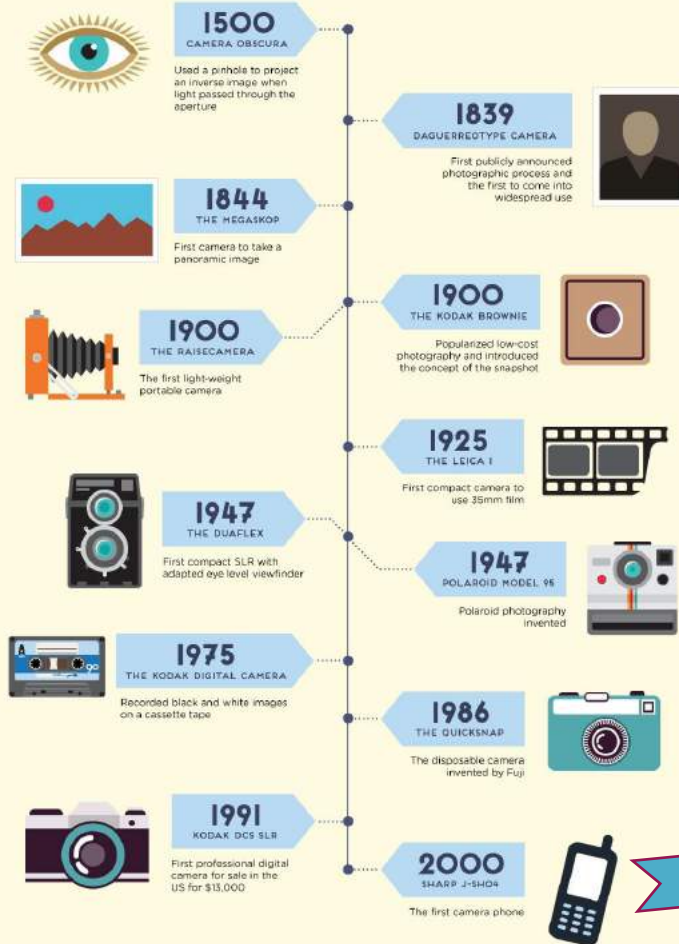 1500
CAMERA OBSCURA
Used a pinhole to project
an inverse image when
light passed through the
aperture
1839
DAGUERREOTYPE CAMERA
First publicly announced
photographic process and
the first to come into
widespread use
1844
THE MEGASKOP
First camera to take a
panoramic image
1900
THE KODAK BROWNIE
Popularized low-cost
photography and introduced
the concept of the snapshot
1900
THE RAISECAMERA
The first light-weight
portable camera
1925
THE LEICA I
First compact camera to
use 35mm film
1947
THE DUAFLEX
First compact SLR with
adapted eye level viewfinder
1947
POLAROID MODEL 95
Polaroid photography
invented
1975
THE KODAK DIGITAL CAMERA
Recorded black and white images
on a cassette tape
A
90
1986
THE QUICKSNAP
The disposable camera
invented by Fuji
1991
KODAK DCS SLR
First professional digital
camera for sale in the
US for $13,000
2000
SHARP J-SH04
The first camera phone